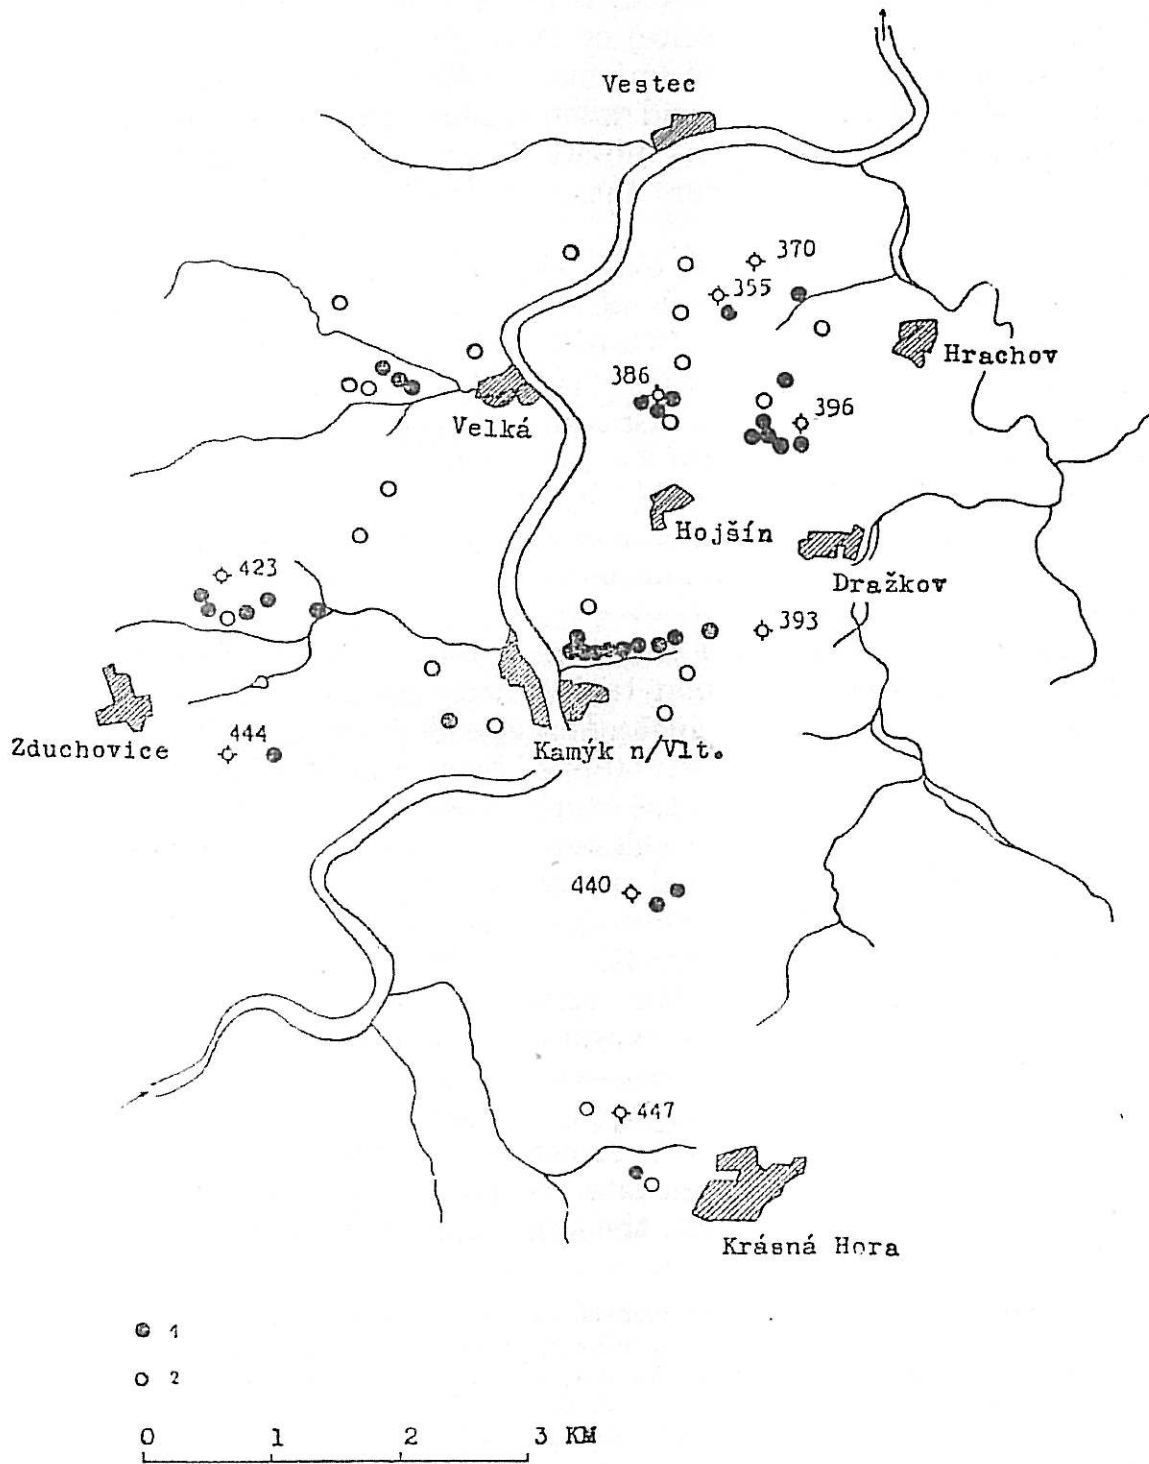 Vestec
370
355
Hrachov
386
396
Velká
Hojšín
423
Dražkov
393
Zduchovice
444
Kamýk n/Vlt.
440
447
Krásná Hora
1
2
0 1 2 3 KM